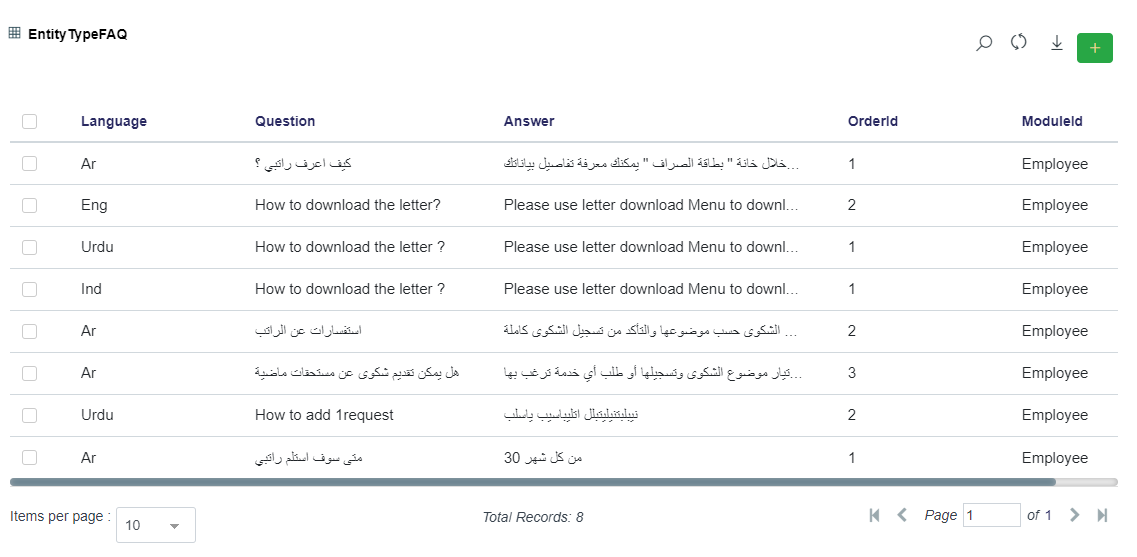 EntityTypeFAQ
Language Question Answer OrderId ModuleId
Ar كيف اعرف راتبي ؟ خلال خانة " بطاقة الصراف " يمكنك معرفة تفاصيل بياناتك... 1 Employee
Eng How to download the letter? Please use letter download Menu to downl... 2 Employee
Urdu How to download the letter ? Please use letter download Menu to downl... 1 Employee
Ind How to download the letter ? Please use letter download Menu to downl... 1 Employee
Ar استفسارات عن الراتب الشكوى حسب موضوعها والتأكد من تسجيل الشكوى كاملة ... 2 Employee
Ar هل يمكن تقديم شكوى عن مستحقات ماضية تيار موضوع الشكوى وتسجيلها أو طلب أي خدمة ترغب بها... 3 Employee
Urdu How to add 1request ياسلب 2 Employee
Ar متى سوف استلم راتبي 30 من كل شهر 1 Employee
Items per page : 10 Total Records: 8 Page 1 of 1